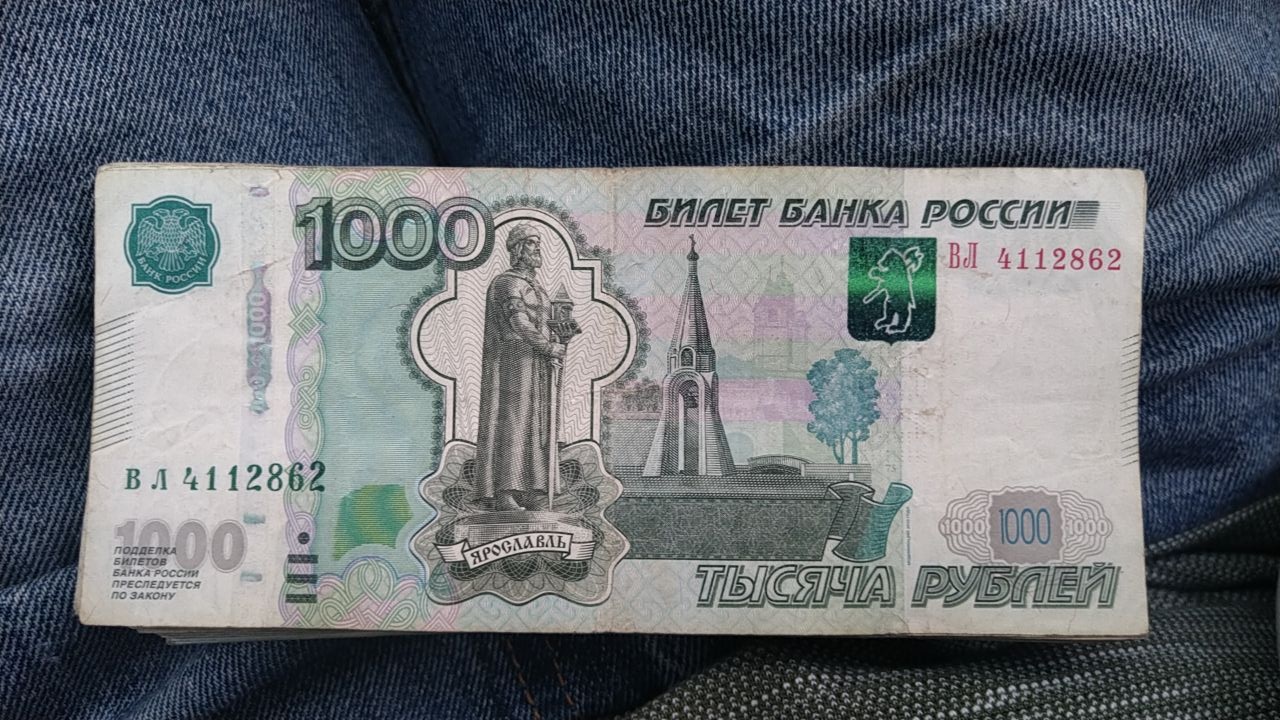 1000
БИЛЕТ БАНКА РОССИИ
БАНК РОССИИ
ВЛ 4112862
1000
ВЛ 4112862
1000
ПОДДЕЛКА
БИЛЕТОВ
БАНКА РОССИИ
ПРЕСЛЕДУЕТСЯ
ПО ЗАКОНУ
ЯРОСЛАВЛЬ
1000 1000 1000
ТЫСЯЧА РУБЛЕЙ